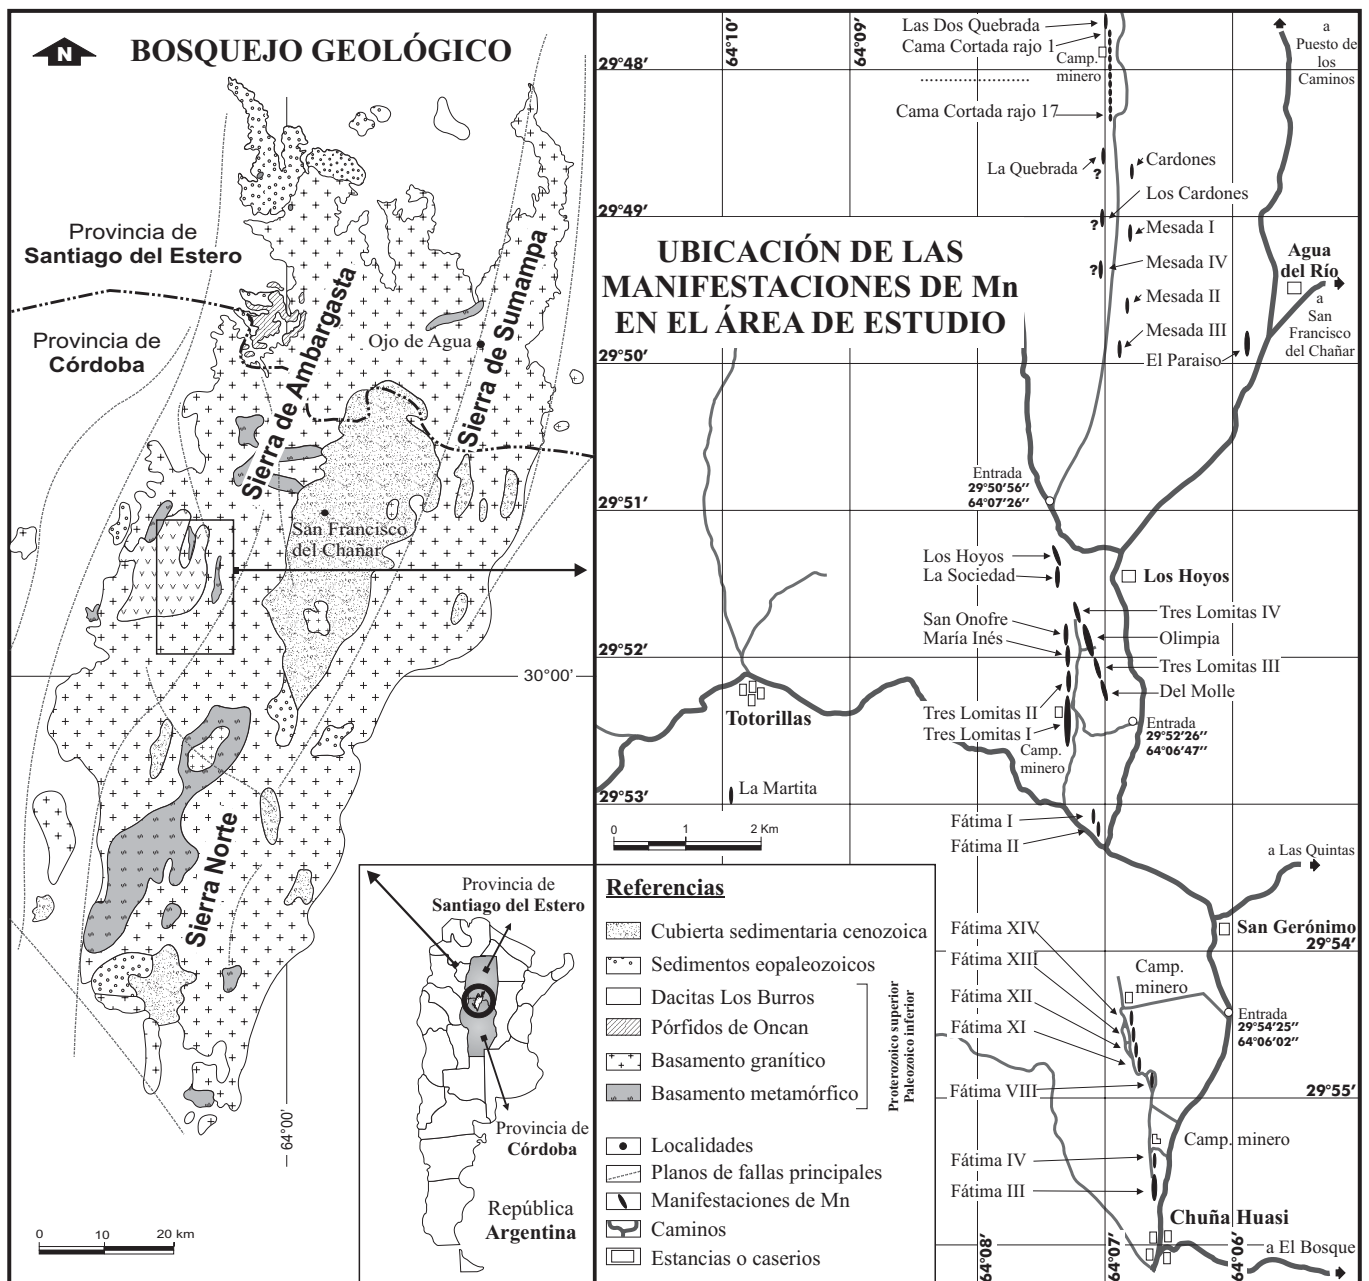 N
BOSQUEJO GEOLÓGICO
Provincia de
Santiago del Estero
Provincia de
Córdoba
Sierra de Ambargasta
Sierra de Sumampa
Ojo de Agua
San Francisco
del Chañar
30°00'
Sierra Norte
64°00'
0 10 20 km
Provincia de
Santiago del Estero
Provincia de
Córdoba
República
Argentina
64°10'
64°09'
Las Dos Quebrada
Cama Cortada rajo 1
Camp.
minero
Cama Cortada rajo 17
a
Puesto de
los
Caminos
29°48'
La Quebrada
?
Cardones
Los Cardones
29°49'
?
Mesada I
UBICACIÓN DE LAS
MANIFESTACIONES DE Mn
EN EL ÁREA DE ESTUDIO
?
Mesada IV
Mesada II
Mesada III
El Paraiso
Agua
del Río
a
San
Francisco
del Chañar
29°50'
Entrada
29°50'56''
64°07'26''
29°51'
Los Hoyos
La Sociedad
Los Hoyos
San Onofre
María Inés
Tres Lomitas IV
Olimpia
29°52'
Tres Lomitas III
Del Molle
Tres Lomitas II
Tres Lomitas I
Camp.
minero
Entrada
29°52'26''
64°06'47''
Totorillas
La Martita
29°53'
0 1 2 Km
Fátima I
Fátima II
a Las Quintas
San Gerónimo
29°54'
Fátima XIV
Fátima XIII
Fátima XII
Fátima XI
Fátima VIII
Camp.
minero
Entrada
29°54'25''
64°06'02''
29°55'
Camp. minero
Fátima IV
Fátima III
Chuña Huasi
a El Bosque
64°08'
64°07'
64°06'
Referencias
Cubierta sedimentaria cenozoica
Sedimentos eopaleozoicos
Dacitas Los Burros
Pórfidos de Oncan
Basamento granítico
Basamento metamórfico
Proterozoico superior
Paleozoico inferior
Localidades
Planos de fallas principales
Manifestaciones de Mn
Caminos
Estancias o caserios